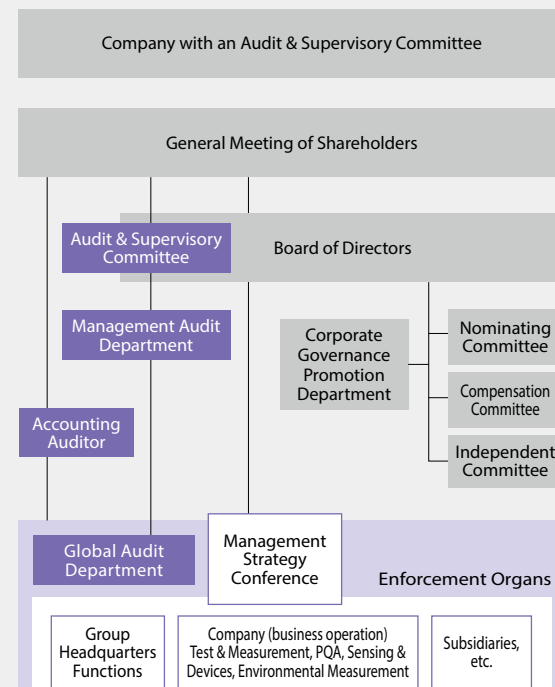 Company with an Audit & Supervisory Committee
General Meeting of Shareholders
Audit & Supervisory
Committee
Board of Directors
Management Audit
Department
Corporate
Governance
Promotion
Department
Nominating
Committee
Compensation
Committee
Independent
Committee
Accounting
Auditor
Global Audit
Department
Management
Strategy
Conference
Enforcement Organs
Group
Headquarters
Functions
Company (business operation)
Test & Measurement, PQA, Sensing &
Devices, Environmental Measurement
Subsidiaries,
etc.